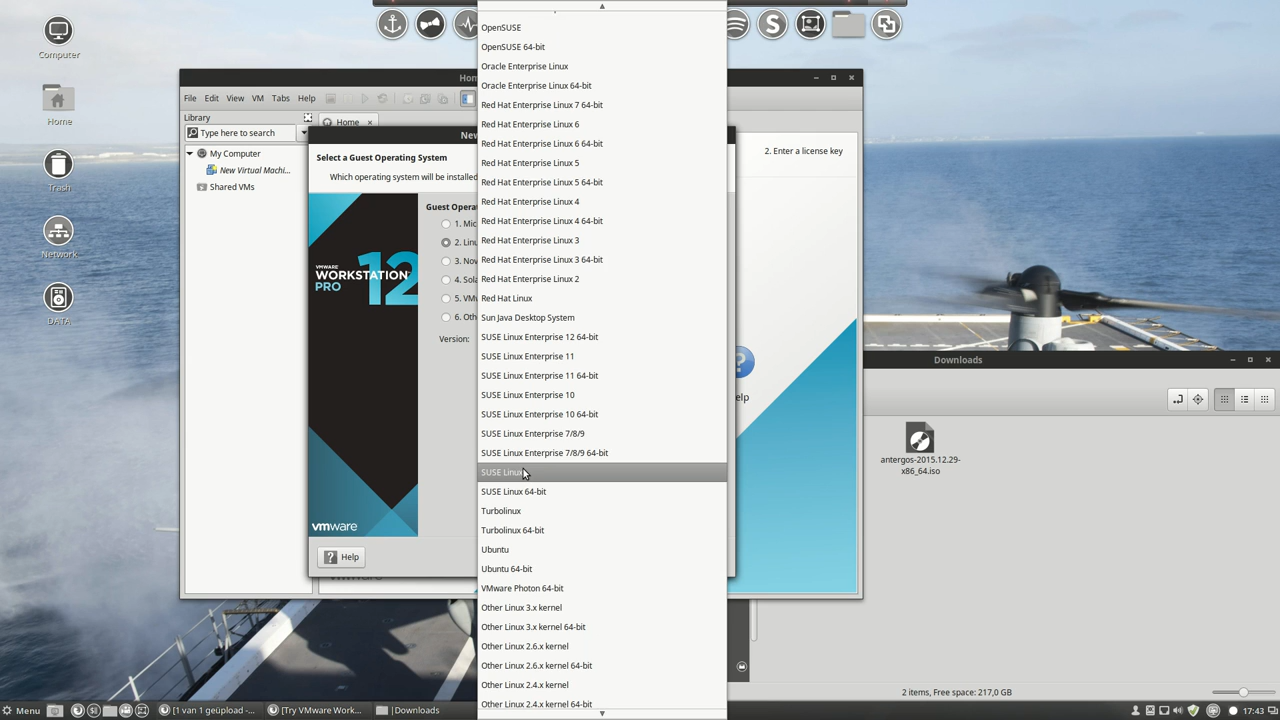 Computer
Home
Trash
Network
DATA
File Edit View VM Tabs Help
Library
Type here to search
My Computer
New Virtual Machi...
Shared VMs
Home
2. Enter a license key
Select a Guest Operating System
Which operating system will be installed
1. Mic
4. Sola
Version:
VMWARE
WORKSTATION
PRO 12
vmware
Help
OpenSUSE
OpenSUSE 64-bit
Oracle Enterprise Linux
Oracle Enterprise Linux 64-bit
Red Hat Enterprise Linux 7 64-bit
Red Hat Enterprise Linux 6
Red Hat Enterprise Linux 6 64-bit
Red Hat Enterprise Linux 5
Red Hat Enterprise Linux 5 64-bit
Red Hat Enterprise Linux 4
Red Hat Enterprise Linux 4 64-bit
Red Hat Enterprise Linux 3
Red Hat Enterprise Linux 3 64-bit
Red Hat Enterprise Linux 2
Red Hat Linux
Sun Java Desktop System
SUSE Linux Enterprise 12 64-bit
SUSE Linux Enterprise 11
SUSE Linux Enterprise 11 64-bit
SUSE Linux Enterprise 10
SUSE Linux Enterprise 10 64-bit
SUSE Linux Enterprise 7/8/9
SUSE Linux Enterprise 7/8/9 64-bit
SUSE Linux
SUSE Linux 64-bit
Turbolinux
Turbolinux 64-bit
Ubuntu
Ubuntu 64-bit
VMware Photon 64-bit
Other Linux 3.x kernel
Other Linux 3.x kernel 64-bit
Other Linux 2.6.x kernel
Other Linux 2.6.x kernel 64-bit
Other Linux 2.4.x kernel
Other Linux 2.4.x kernel 64-bit
elp
Downloads
antergos-2015.12.29-
x86_64.iso
2 items, Free space: 217,0 GB
Menu
[1 van 1 geüpload -...
[Try VMware Work...
Downloads
17:43